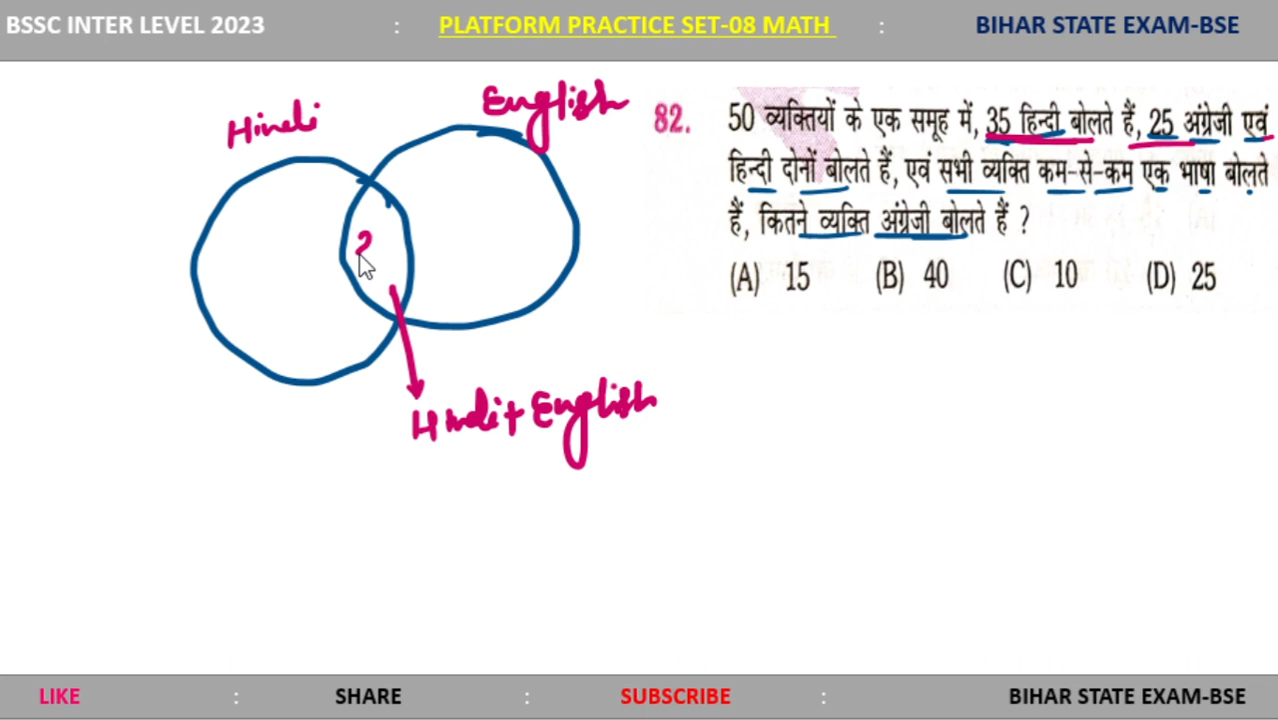 BSSC INTER LEVEL 2023 : PLATFORM PRACTICE SET-08 MATH : BIHAR STATE EXAM-BSE
Hindi
English
82. 50 व्यक्तियों के एक समूह में, 35 हिन्दी बोलते हैं, 25 अंग्रेजी एवं
हिन्दी दोनों बोलते हैं, एवं सभी व्यक्ति कम-से-कम एक भाषा बोलते
हैं, कितने व्यक्ति अंग्रेजी बोलते हैं ?
(A) 15 (B) 40 (C) 10 (D) 25
2
Hindi+English
LIKE : SHARE : SUBSCRIBE : BIHAR STATE EXAM-BSE